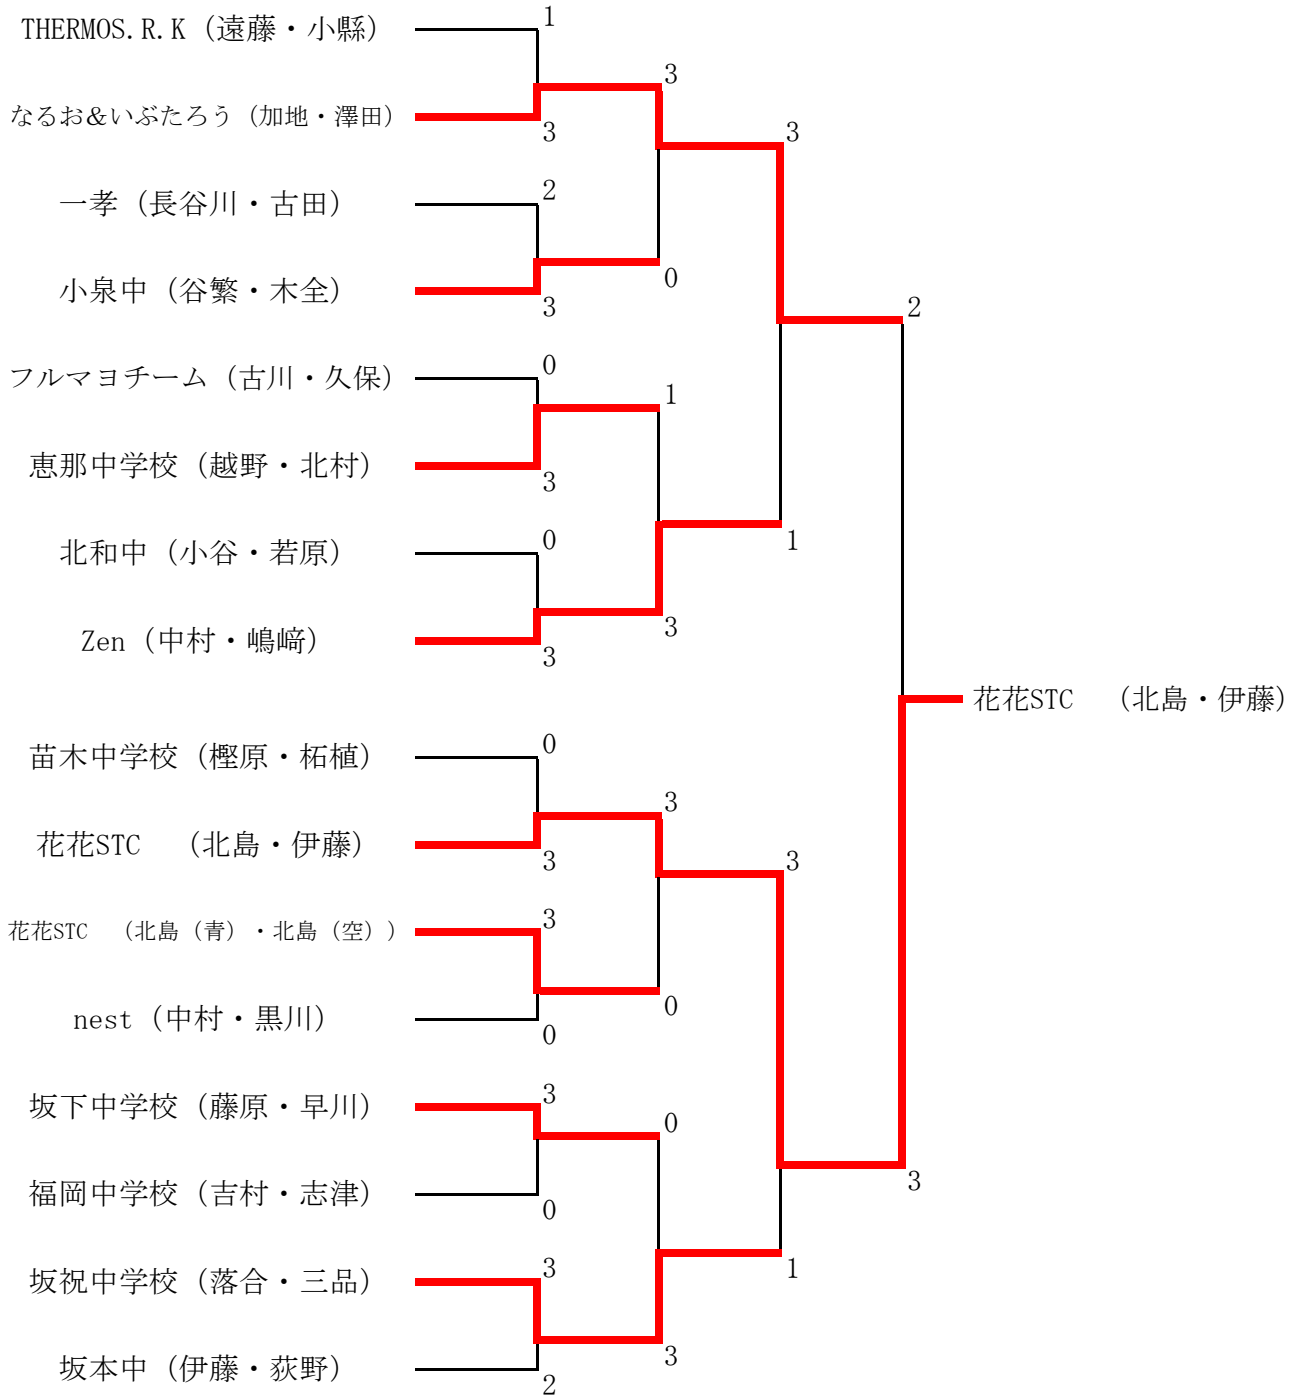 THERMOS.R.K（遠藤・小縣）
1
3
なるお&いぶたろう（加地・澤田）
3
3
一孝（長谷川・古田）
2
小泉中（谷繁・木全）
3
0
2
フルマヨチーム（古川・久保）
0
1
恵那中学校（越野・北村）
3
北和中（小谷・若原）
0
1
Zen（中村・嶋﨑）
3
3
花花STC　（北島・伊藤）
苗木中学校（樫原・柘植）
0
3
花花STC　（北島・伊藤）
3
3
花花STC　（北島（青）・北島（空））
3
nest（中村・黒川）
0
0
坂下中学校（藤原・早川）
3
0
福岡中学校（吉村・志津）
0
3
坂祝中学校（落合・三品）
3
1
坂本中（伊藤・荻野）
2
3